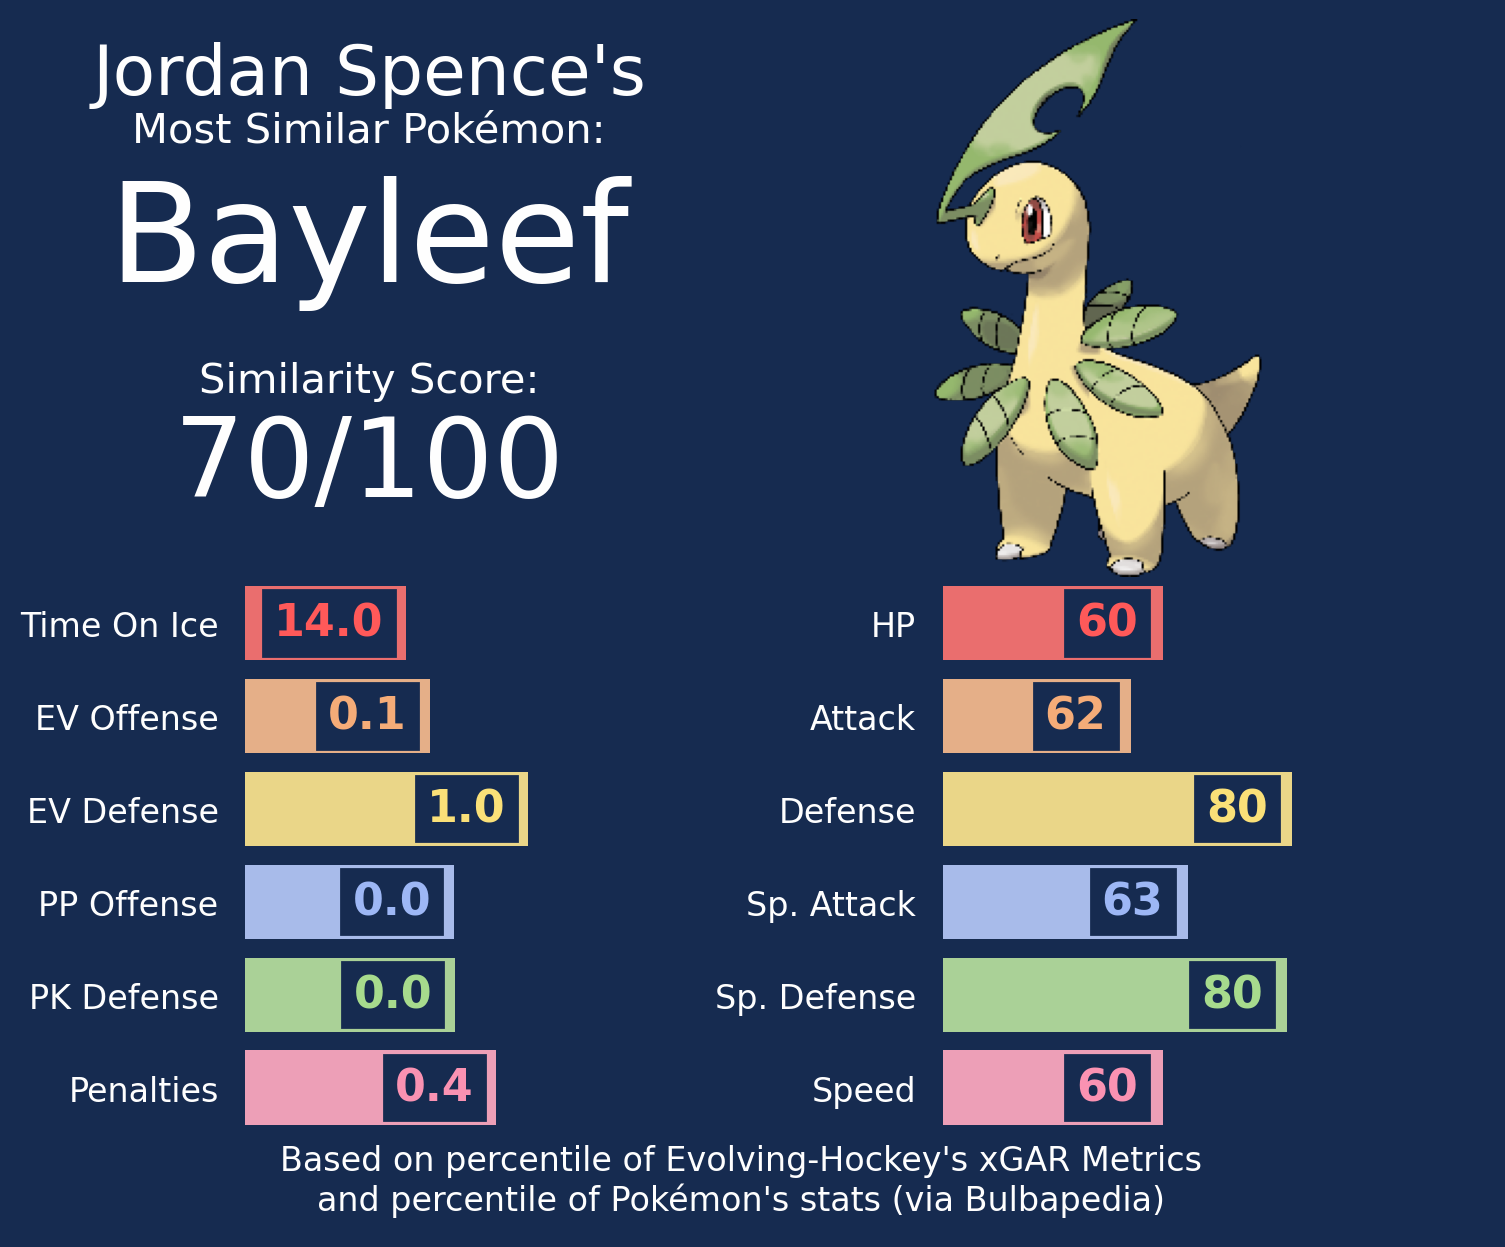 Jordan Spence's
Most Similar Pokémon:
Bayleef
Similarity Score:
70/100
Time On Ice 14.0
EV Offense 0.1
EV Defense 1.0
PP Offense 0.0
PK Defense 0.0
Penalties 0.4
HP 60
Attack 62
Defense 80
Sp. Attack 63
Sp. Defense 80
Speed 60
Based on percentile of Evolving-Hockey's xGAR Metrics
and percentile of Pokémon's stats (via Bulbapedia)